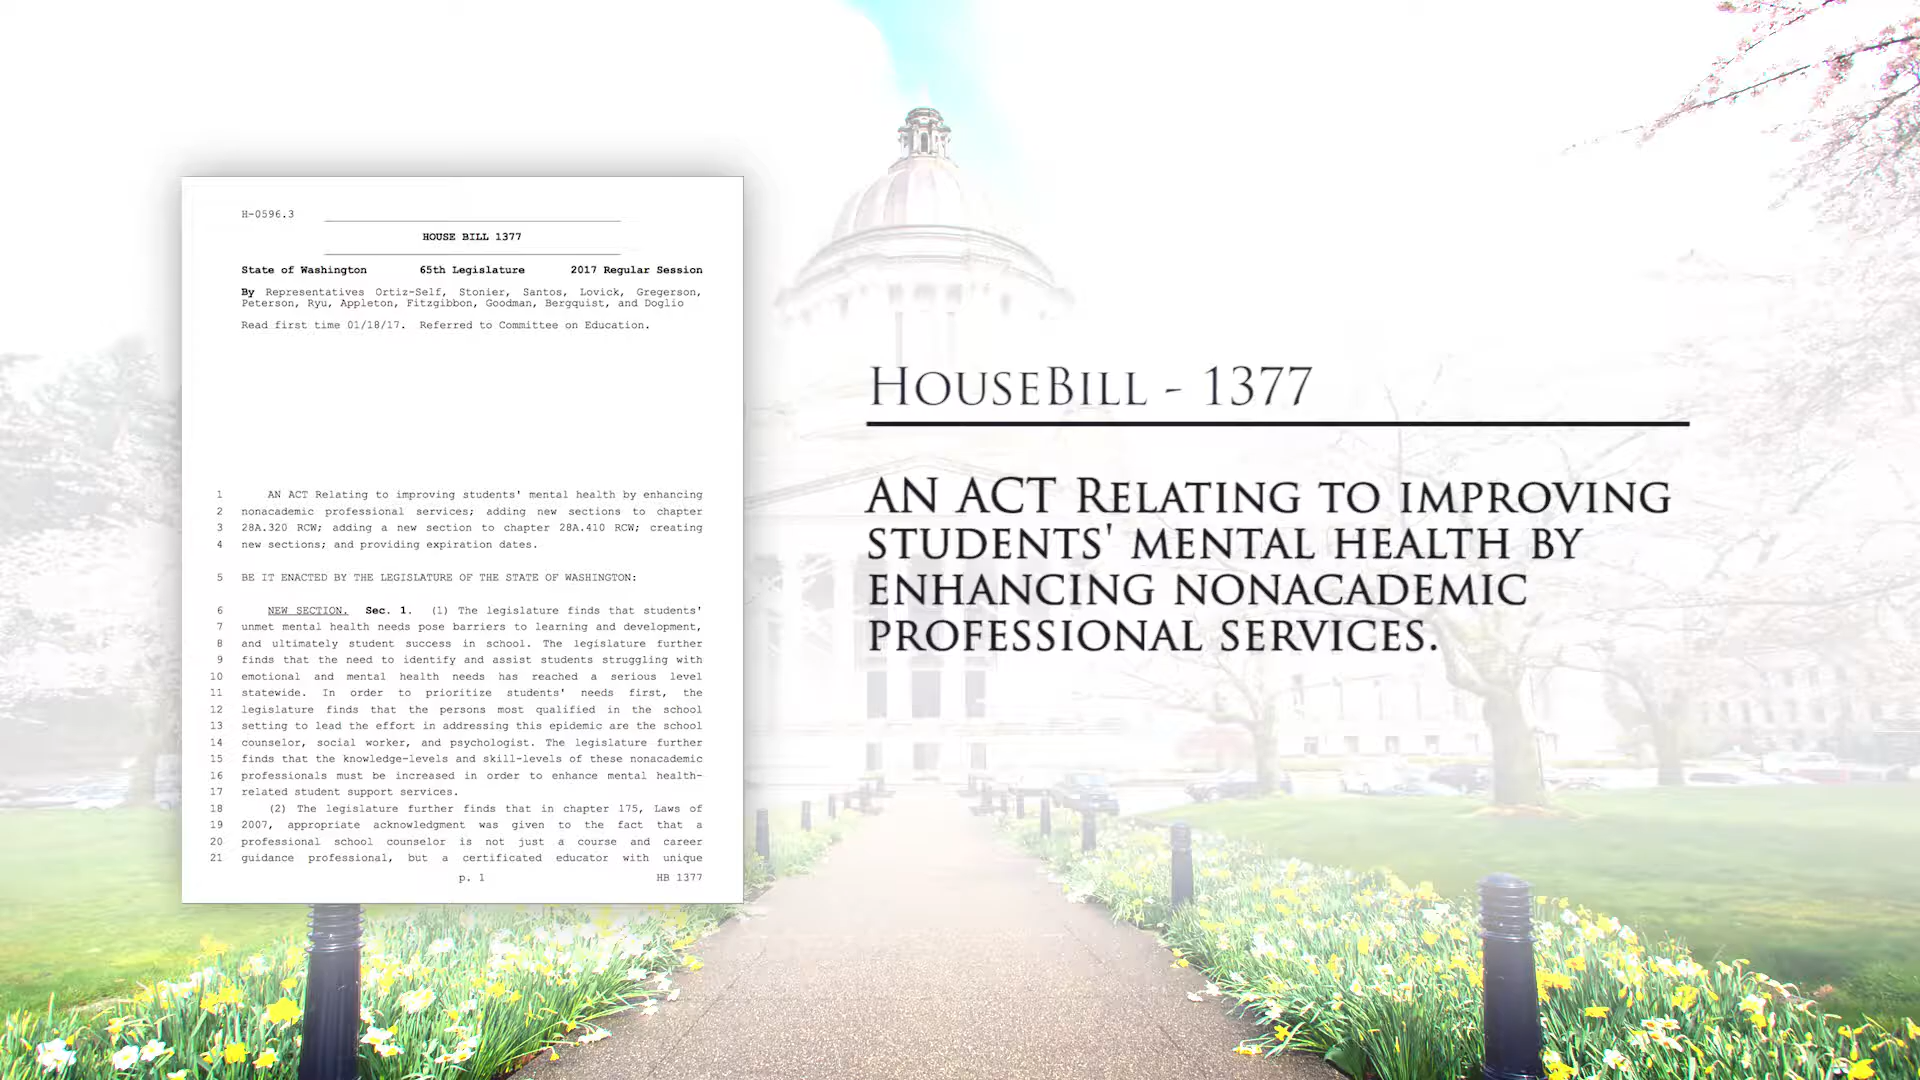 H-0596.3
HOUSE BILL 1377
State of Washington 65th Legislature 2017 Regular Session
By Representatives Ortiz-Self, Stonier, Santos, Lovick, Gregerson,
Peterson, Ryu, Appleton, Fitzgibbon, Goodman, Bergquist, and Doglio
Read first time 01/18/17. Referred to Committee on Education.
1 AN ACT Relating to improving students' mental health by enhancing
2 nonacademic professional services; adding new sections to chapter
3 28A.320 RCW; adding a new section to chapter 28A.410 RCW; creating
4 new sections; and providing expiration dates.
5 BE IT ENACTED BY THE LEGISLATURE OF THE STATE OF WASHINGTON:
6 NEW SECTION. Sec. 1. (1) The legislature finds that students'
7 unmet mental health needs pose barriers to learning and development,
8 and ultimately student success in school. The legislature further
9 finds that the need to identify and assist students struggling with
10 emotional and mental health needs has reached a serious level
11 statewide. In order to prioritize students' needs first, the
12 legislature finds that the persons most qualified in the school
13 setting to lead the effort in addressing this epidemic are the school
14 counselor, social worker, and psychologist. The legislature further
15 finds that the knowledge-levels and skill-levels of these nonacademic
16 professionals must be increased in order to enhance mental health-
17 related student support services.
18 (2) The legislature further finds that in chapter 175, Laws of
19 2007, appropriate acknowledgment was given to the fact that a
20 professional school counselor is not just a course and career
21 guidance professional, but a certificated educator with unique
p. 1 HB 1377
HOUSEBILL - 1377
AN ACT RELATING TO IMPROVING
STUDENTS' MENTAL HEALTH BY
ENHANCING NONACADEMIC
PROFESSIONAL SERVICES.